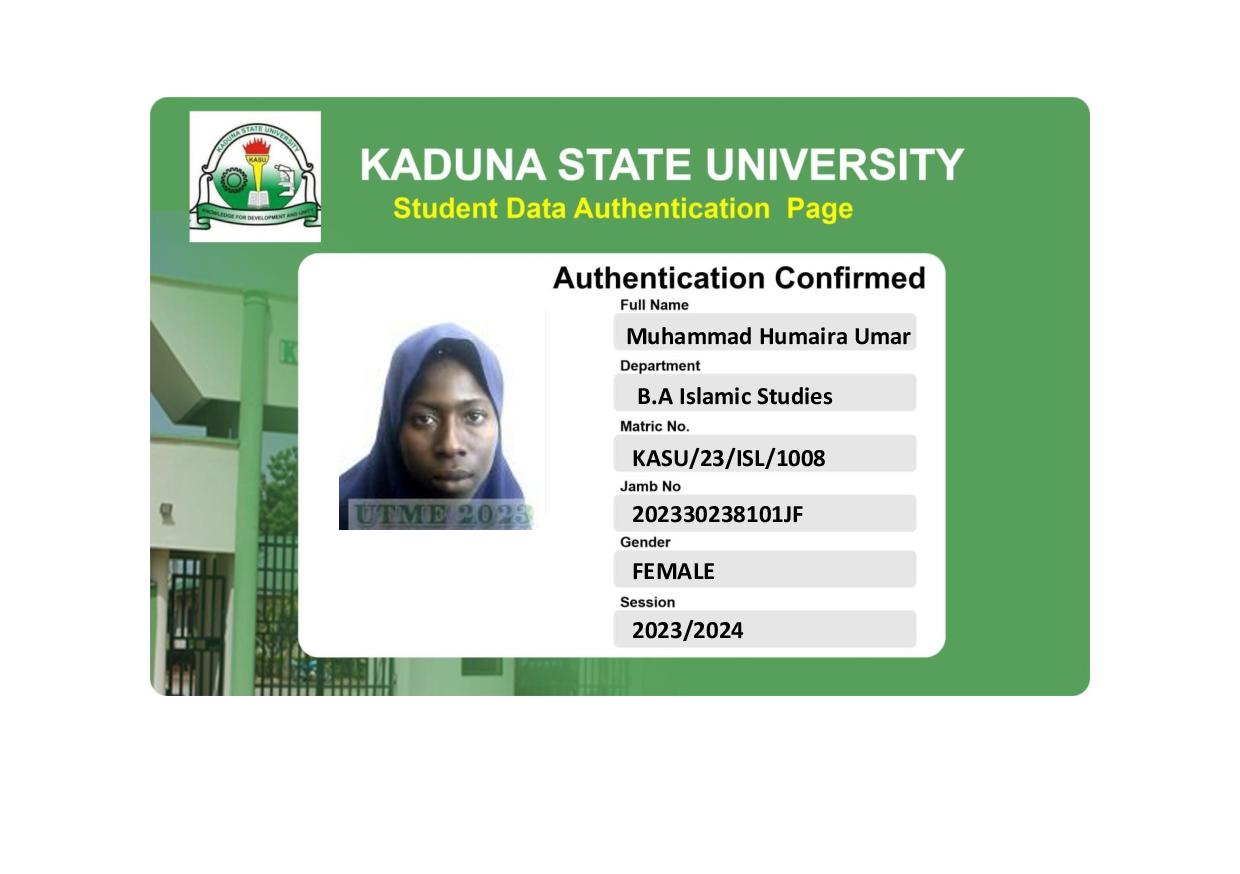 KADUNA STATE UNIVERSITY
KASU
KNOWLEDGE FOR DEVELOPMENT AND UNITY
KADUNA STATE UNIVERSITY
Student Data Authentication Page
Authentication Confirmed
Full Name
Muhammad Humaira Umar
Department
B.A Islamic Studies
Matric No.
KASU/23/ISL/1008
Jamb No
202330238101JF
Gender
FEMALE
Session
2023/2024
UTME 2023
K